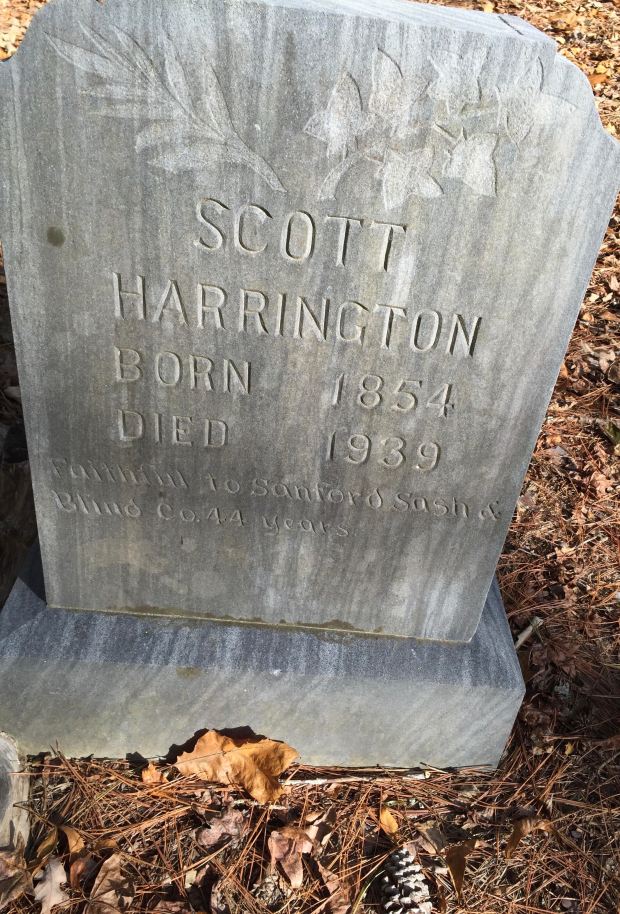 SCOTT
HARRINGTON
BORN 1854
DIED 1939
Faithful to Sanford Sash &
Blind Co. 44 years.